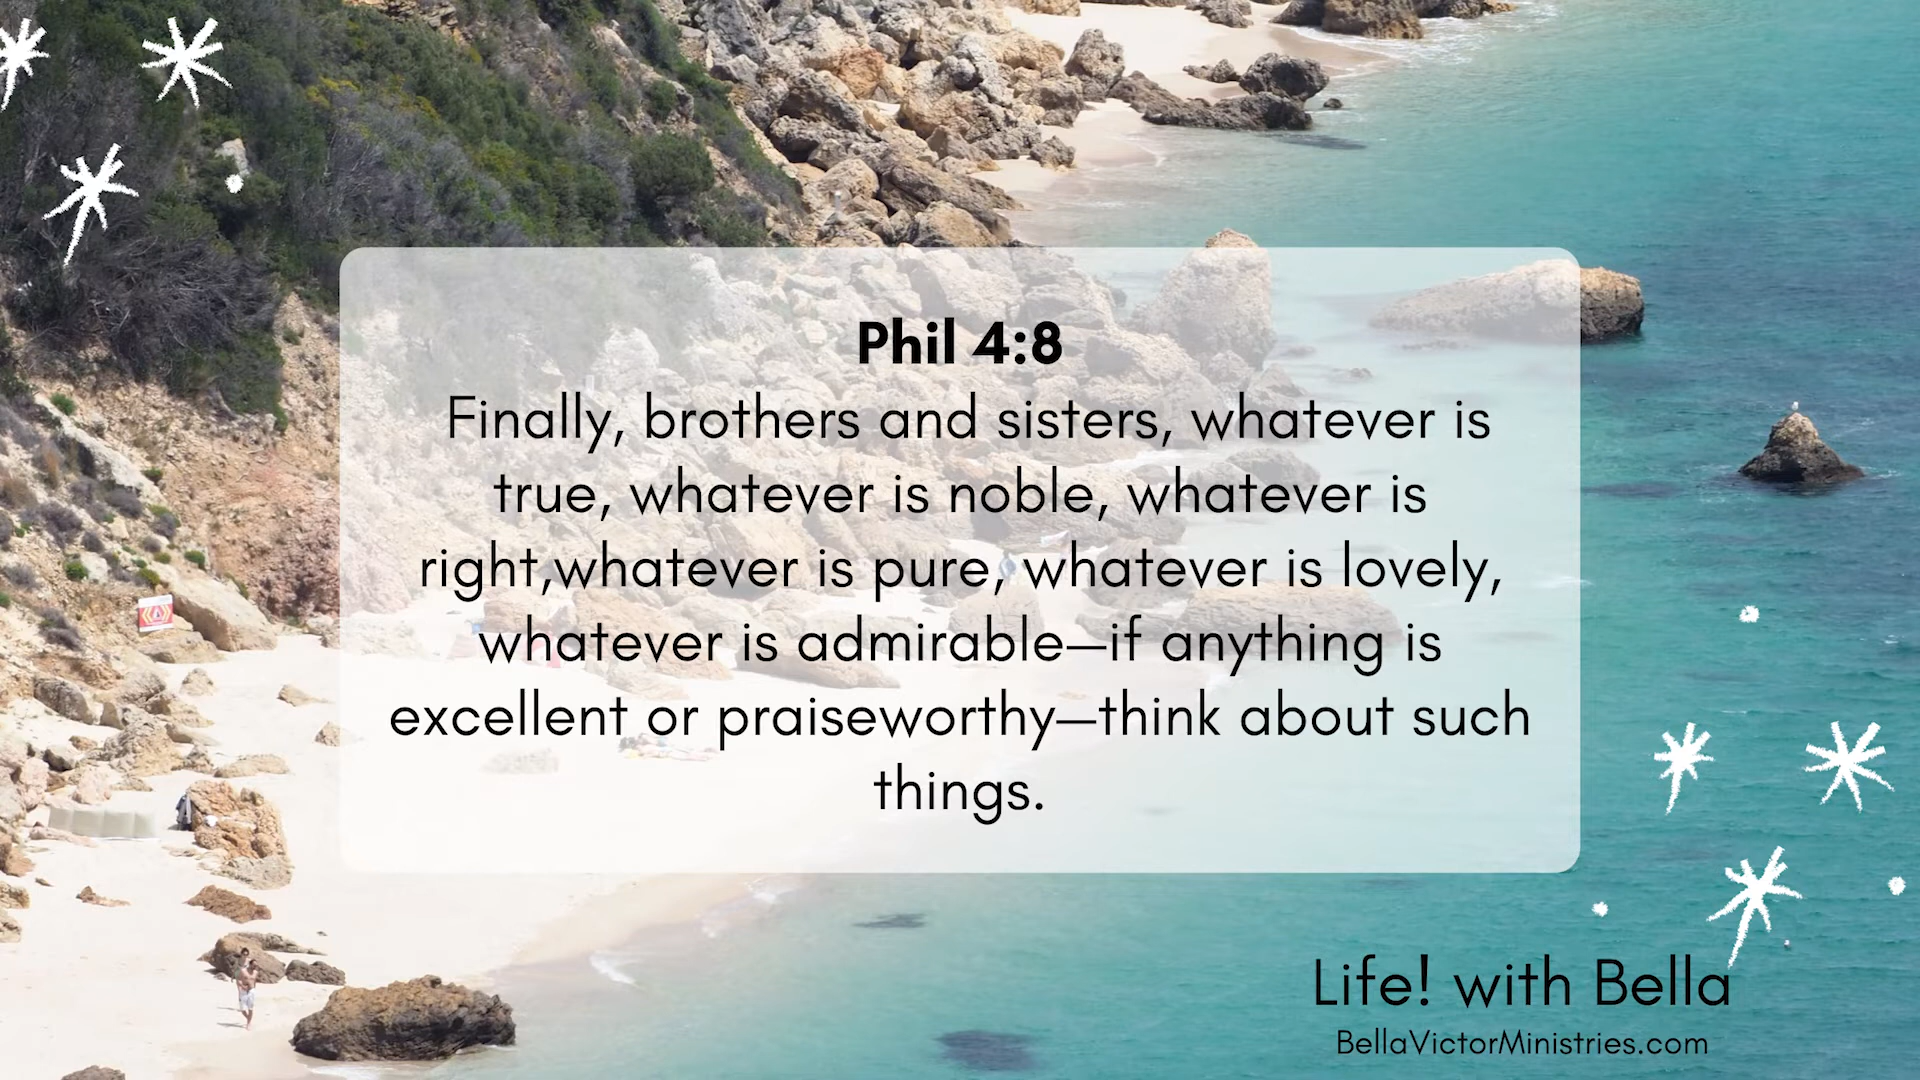 Phil 4:8
Finally, brothers and sisters, whatever is
true, whatever is noble, whatever is
right,whatever is pure, whatever is lovely,
whatever is admirable—if anything is
excellent or praiseworthy—think about such
things.
Life! with Bella
BellaVictorMinistries.com